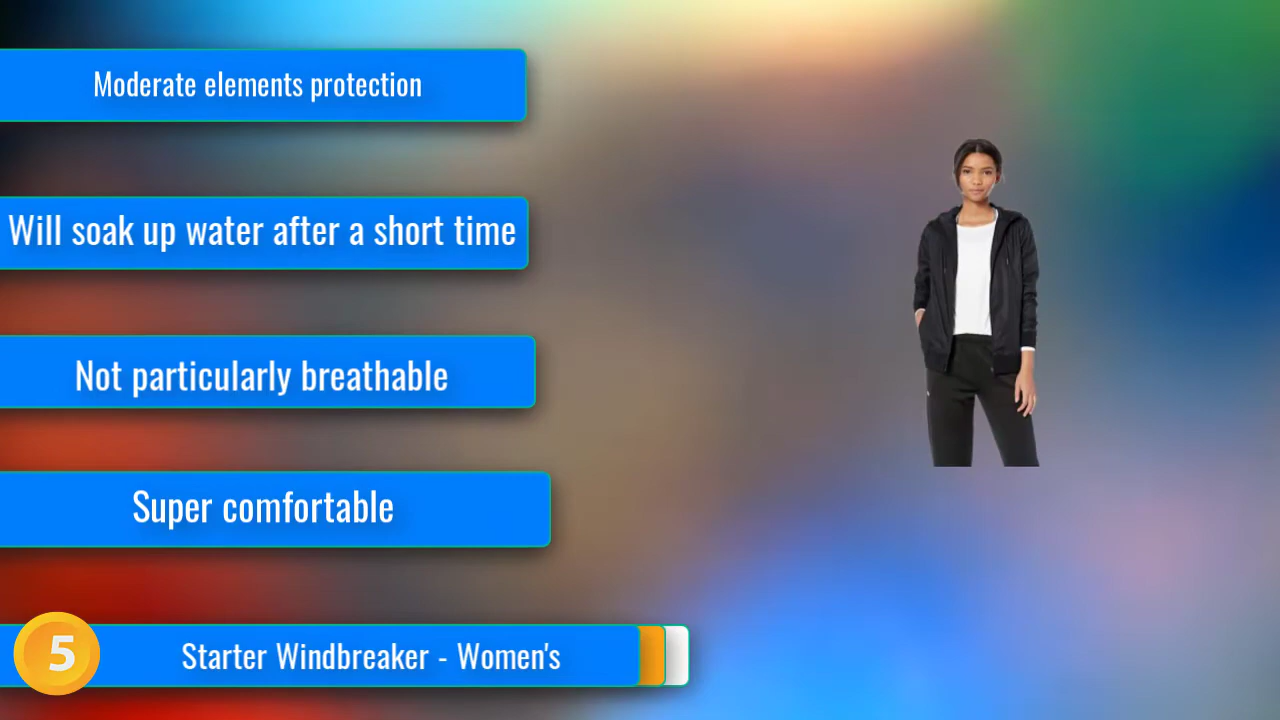 Moderate elements protection
Will soak up water after a short time
Not particularly breathable
Super comfortable
5
Starter Windbreaker - Women's